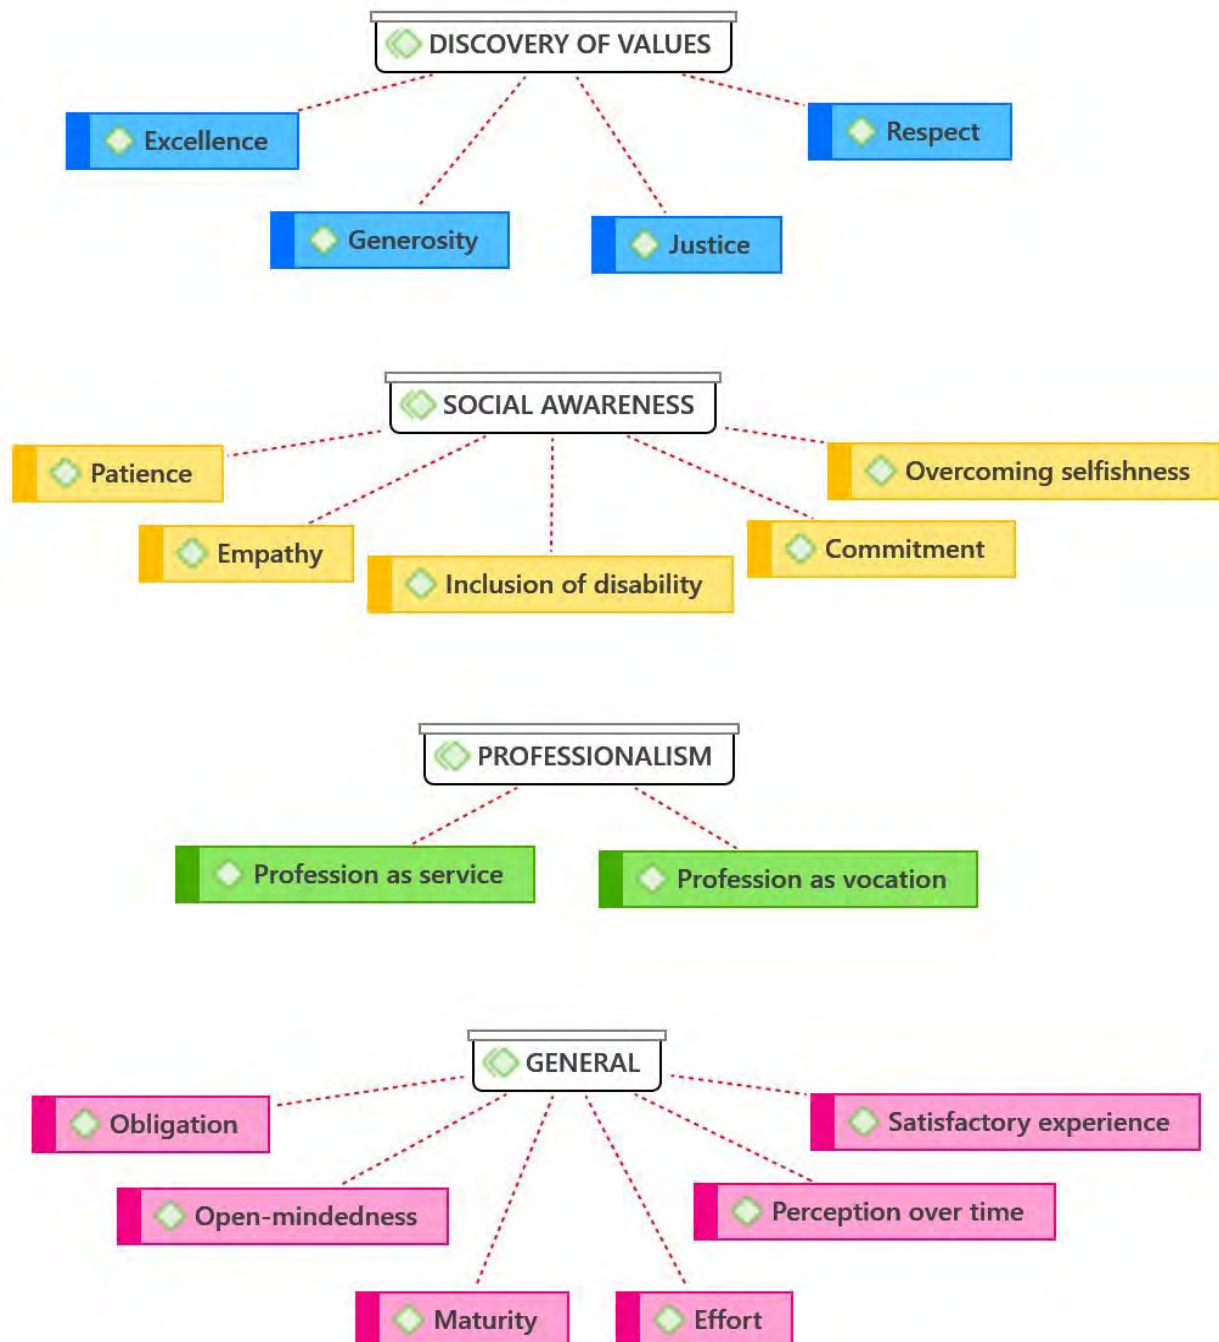 DISCOVERY OF VALUES
Excellence
Respect
Generosity
Justice
SOCIAL AWARENESS
Patience
Overcoming selfishness
Empathy
Commitment
Inclusion of disability
PROFESSIONALISM
Profession as service
Profession as vocation
GENERAL
Obligation
Satisfactory experience
Open-mindedness
Perception over time
Maturity
Effort